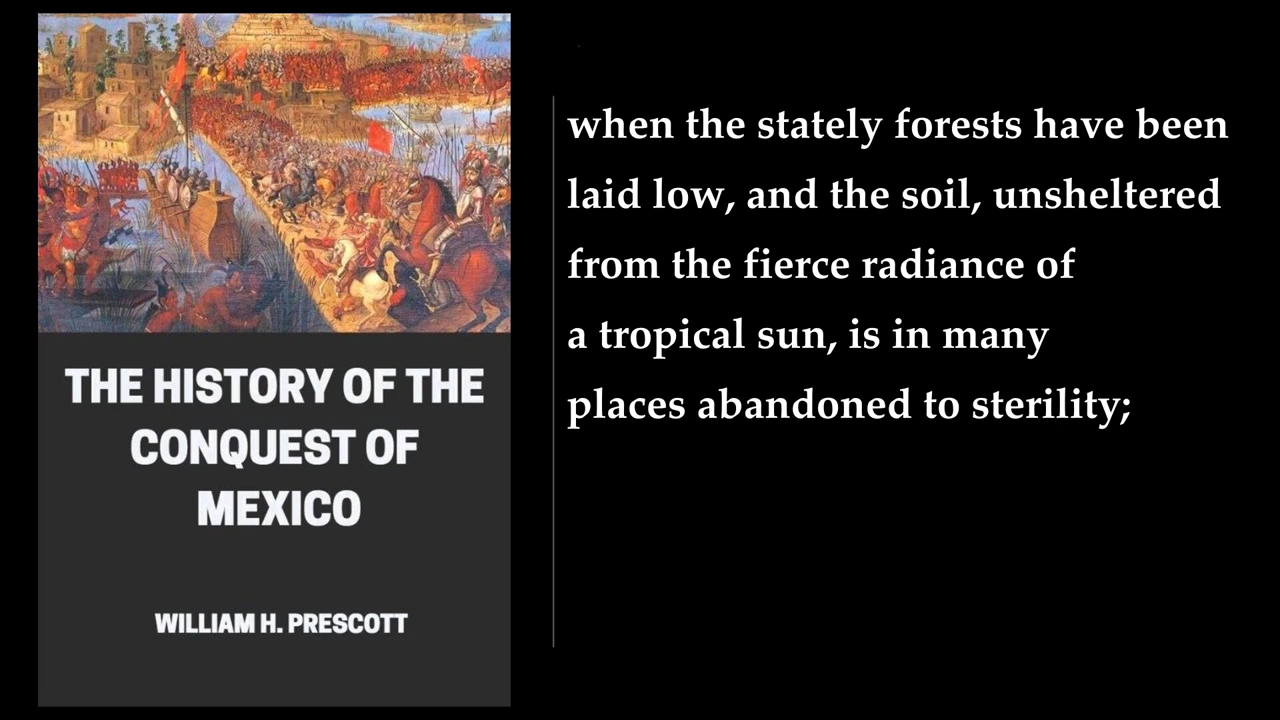 THE HISTORY OF THE
CONQUEST OF
MEXICO
WILLIAM H. PRESCOTT
when the stately forests have been
laid low, and the soil, unsheltered
from the fierce radiance of
a tropical sun, is in many
places abandoned to sterility;